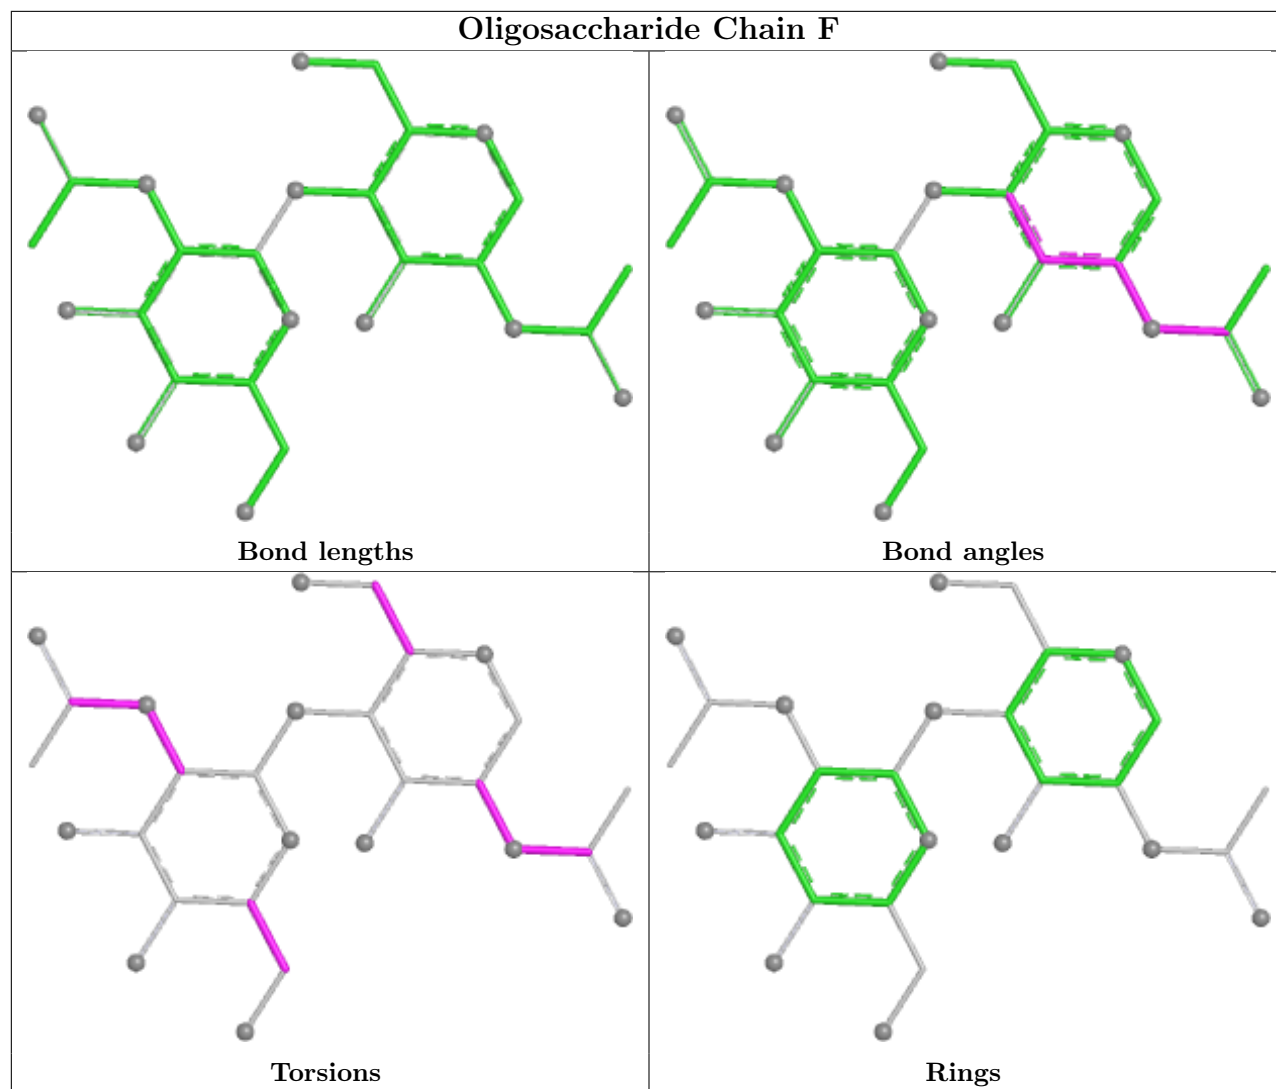 Oligosaccharide Chain F
Bond lengths
Bond angles
Torsions
Rings